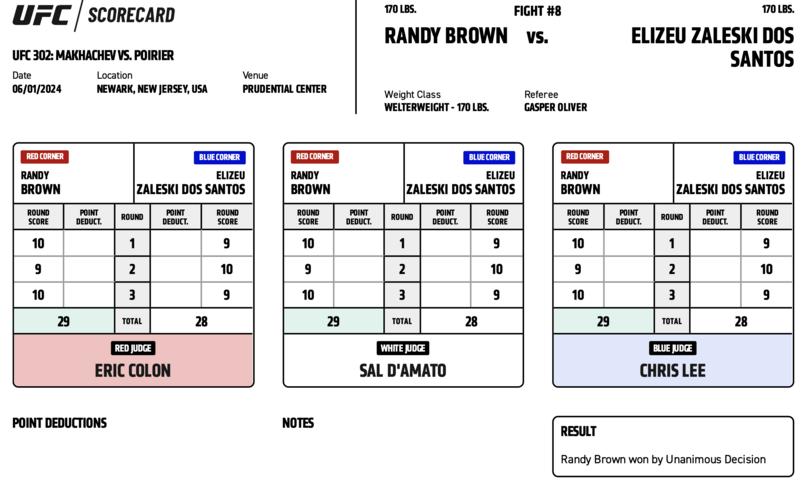 UFC / SCORECARD
UFC 302: MAKHACHEV VS. POIRIER
Date Location Venue
06/01/2024 NEWARK, NEW JERSEY, USA PRUDENTIAL CENTER
170 LBS. FIGHT #8 170 LBS.
RANDY BROWN vs. ELIZEU ZALESKI DOS
SANTOS
Weight Class Referee
WELTERWEIGHT - 170 LBS. GASPER OLIVER
RED CORNER BLUE CORNER
RANDY ELIZEU
BROWN ZALESKI DOS SANTOS
ROUND POINT ROUND POINT ROUND
SCORE DEDUCT. DEDUCT. SCORE
10 1 9
9 2 10
10 3 9
29 TOTAL 28
RED JUDGE
ERIC COLON
RED CORNER BLUE CORNER
RANDY ELIZEU
BROWN ZALESKI DOS SANTOS
ROUND POINT ROUND POINT ROUND
SCORE DEDUCT. DEDUCT. SCORE
10 1 9
9 2 10
10 3 9
29 TOTAL 28
WHITE JUDGE
SAL D'AMATO
RED CORNER BLUE CORNER
RANDY ELIZEU
BROWN ZALESKI DOS SANTOS
ROUND POINT ROUND POINT ROUND
SCORE DEDUCT. DEDUCT. SCORE
10 1 9
9 2 10
10 3 9
29 TOTAL 28
BLUE JUDGE
CHRIS LEE
POINT DEDUCTIONS
NOTES
RESULT
Randy Brown won by Unanimous Decision